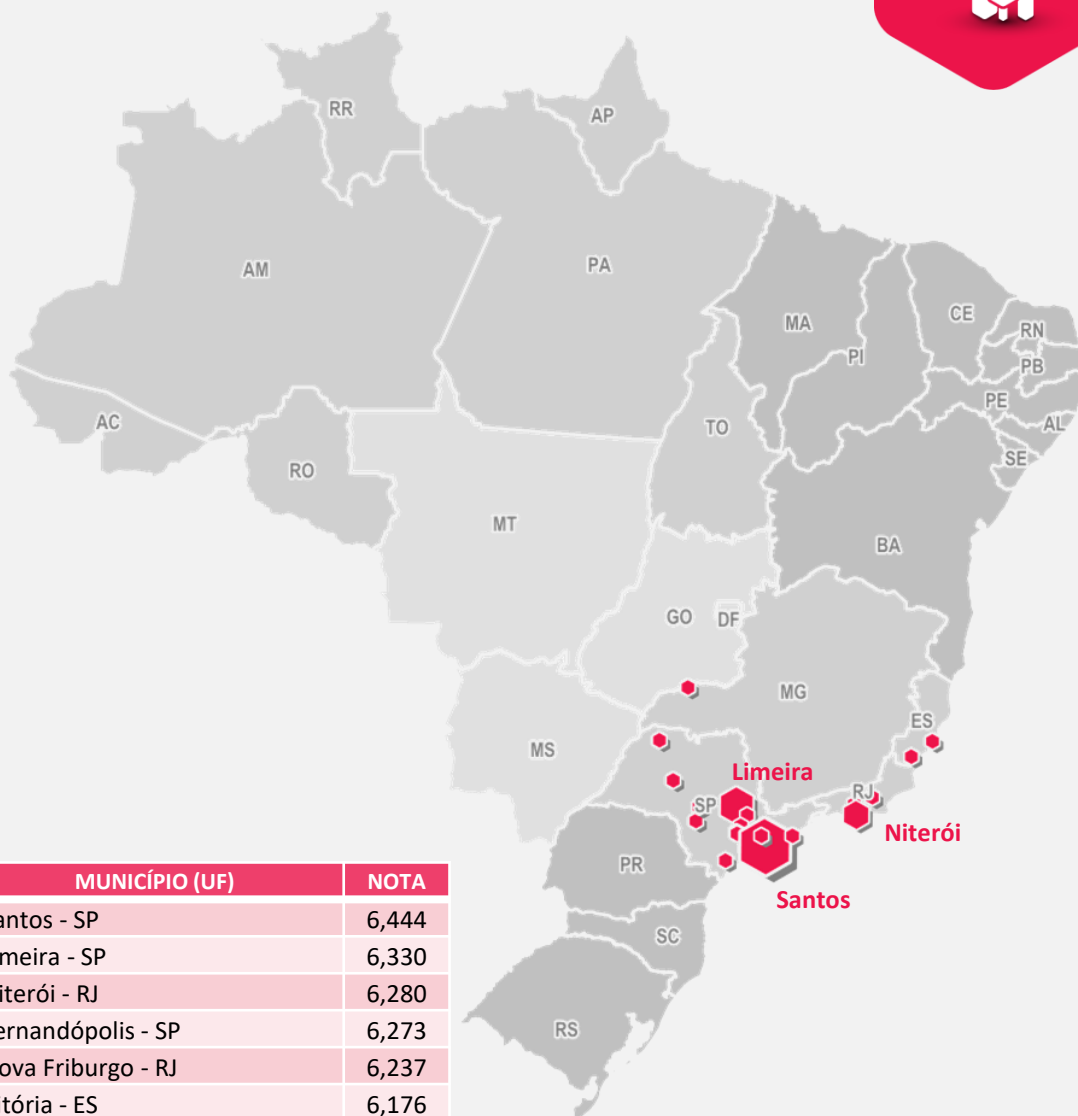 RR
AP
AM
PA
MA
CE
RN
PI
PB
PE
AC
TO
AL
RO
SE
MT
BA
GO
DF
MG
ES
MS
Limeira
RJ
SP
Niterói
PR
Santos
SC
RS
MUNICÍPIO (UF) NOTA
antos - SP 6,444
meira - SP 6,330
iterói - RJ 6,280
ernandópolis - SP 6,273
ova Friburgo - RJ 6,237
itória - ES 6,176